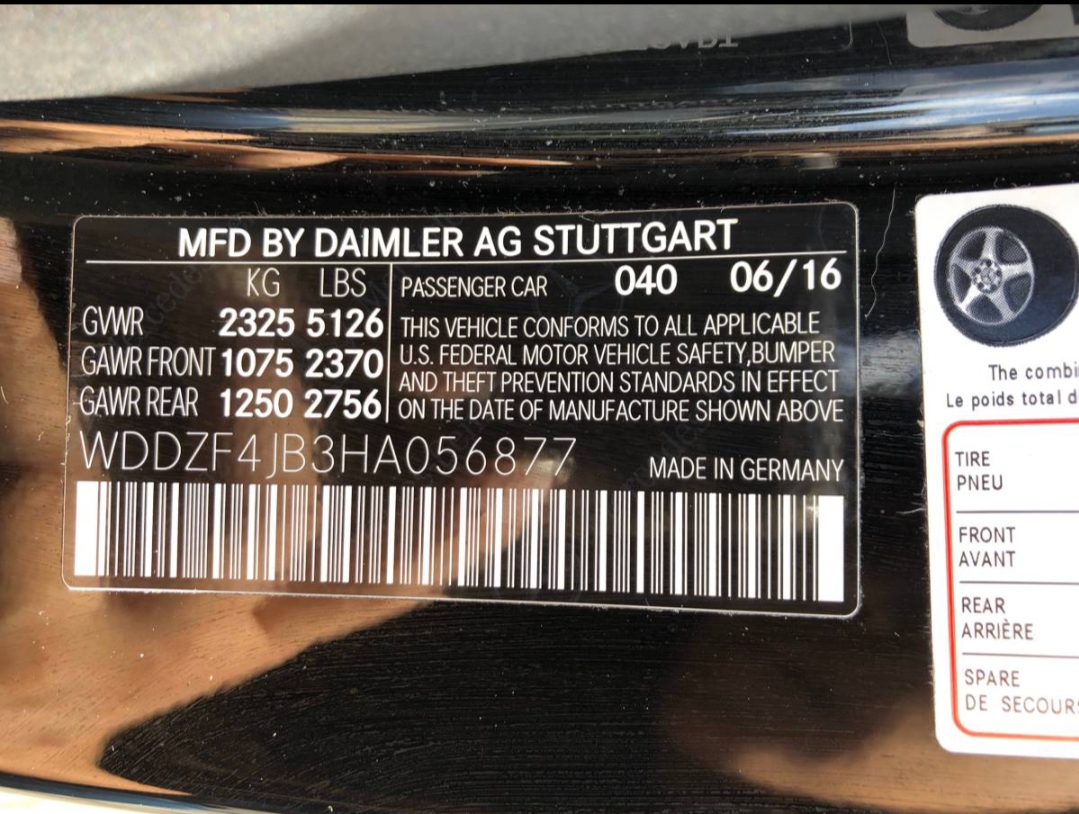 MFD BY DAIMLER AG STUTTGART
KG LBS
GVWR 2325 5126
GAWR FRONT 1075 2370
GAWR REAR 1250 2756
PASSENGER CAR 040 06/16
THIS VEHICLE CONFORMS TO ALL APPLICABLE
U.S. FEDERAL MOTOR VEHICLE SAFETY,BUMPER
AND THEFT PREVENTION STANDARDS IN EFFECT
ON THE DATE OF MANUFACTURE SHOWN ABOVE
WDDZF4JB3HA056877
MADE IN GERMANY
The combi
Le poids total d
TIRE
PNEU
FRONT
AVANT
REAR
ARRIÈRE
SPARE
DE SECOURS